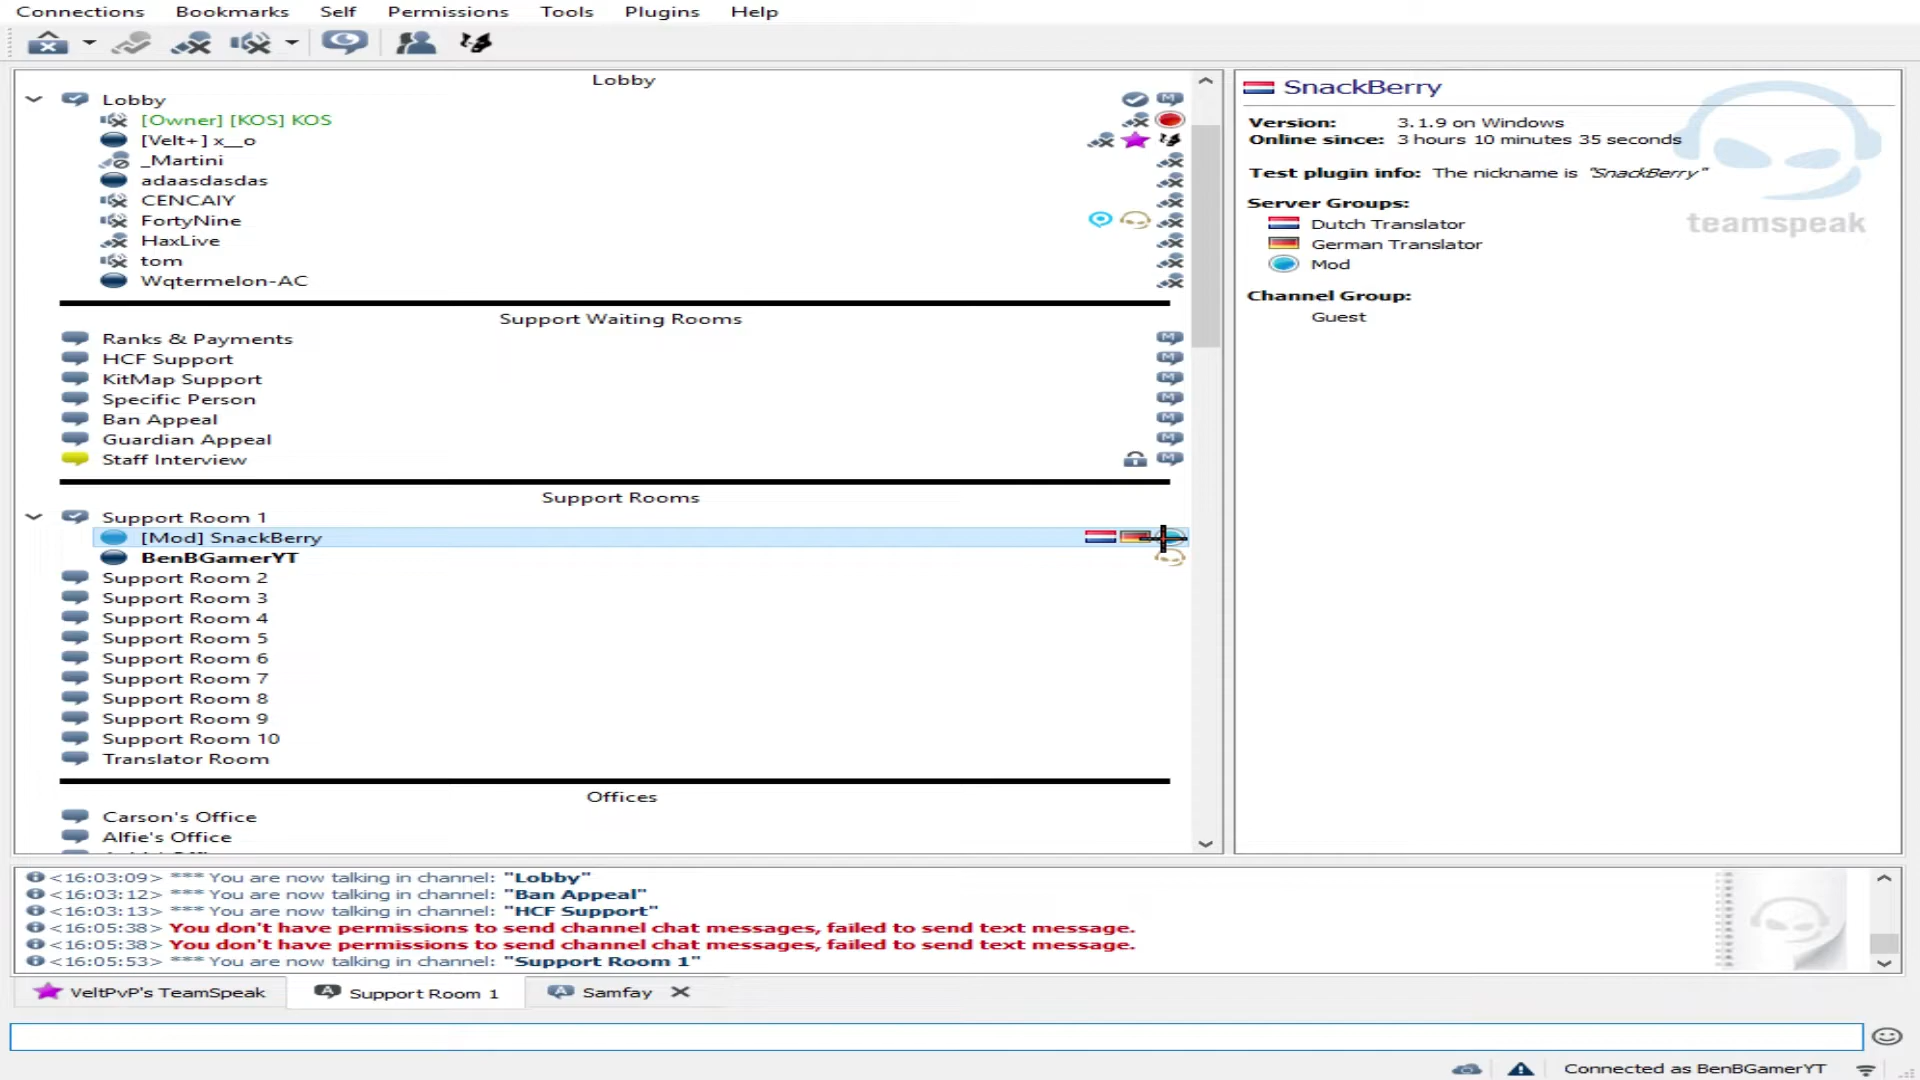 Connections Bookmarks Self Permissions Tools Plugins Help
Lobby
Lobby
[Owner] [KOS] KOS
[Velt+] x__o
_Martini
adaasdasdas
CENCAIY
FortyNine
HaxLive
tom
Wqtermelon-AC
Support Waiting Rooms
Ranks & Payments
HCF Support
KitMap Support
Specific Person
Ban Appeal
Guardian Appeal
Staff Interview
Support Rooms
Support Room 1
[Mod] SnackBerry
BenBGamerYT
Support Room 2
Support Room 3
Support Room 4
Support Room 5
Support Room 6
Support Room 7
Support Room 8
Support Room 9
Support Room 10
Translator Room
Offices
Carson's Office
Alfie's Office
SnackBerry
Version: 3.1.9 on Windows
Online since: 3 hours 10 minutes 35 seconds
Test plugin info: The nickname is "SnackBerry"
Server Groups:
Dutch Translator
German Translator
Mod
Channel Group:
Guest
teamspeak
<16:03:09> *** You are now talking in channel: "Lobby"
<16:03:12> *** You are now talking in channel: "Ban Appeal"
<16:03:13> *** You are now talking in channel: "HCF Support"
<16:05:38> You don't have permissions to send channel chat messages, failed to send text message.
<16:05:38> You don't have permissions to send channel chat messages, failed to send text message.
<16:05:53> *** You are now talking in channel: "Support Room 1"
VeltPvP's TeamSpeak Support Room 1 Samfay
Connected as BenBGamerYT